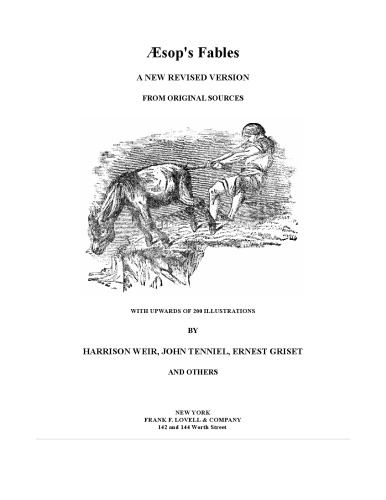 Æsop's Fables
A NEW REVISED VERSION
FROM ORIGINAL SOURCES
WITH UPWARDS OF 200 ILLUSTRATIONS
BY
HARRISON WEIR, JOHN TENNIEL, ERNEST GRISET
AND OTHERS
NEW YORK
FRANK F. LOVELL & COMPANY
142 and 144 Worth Street